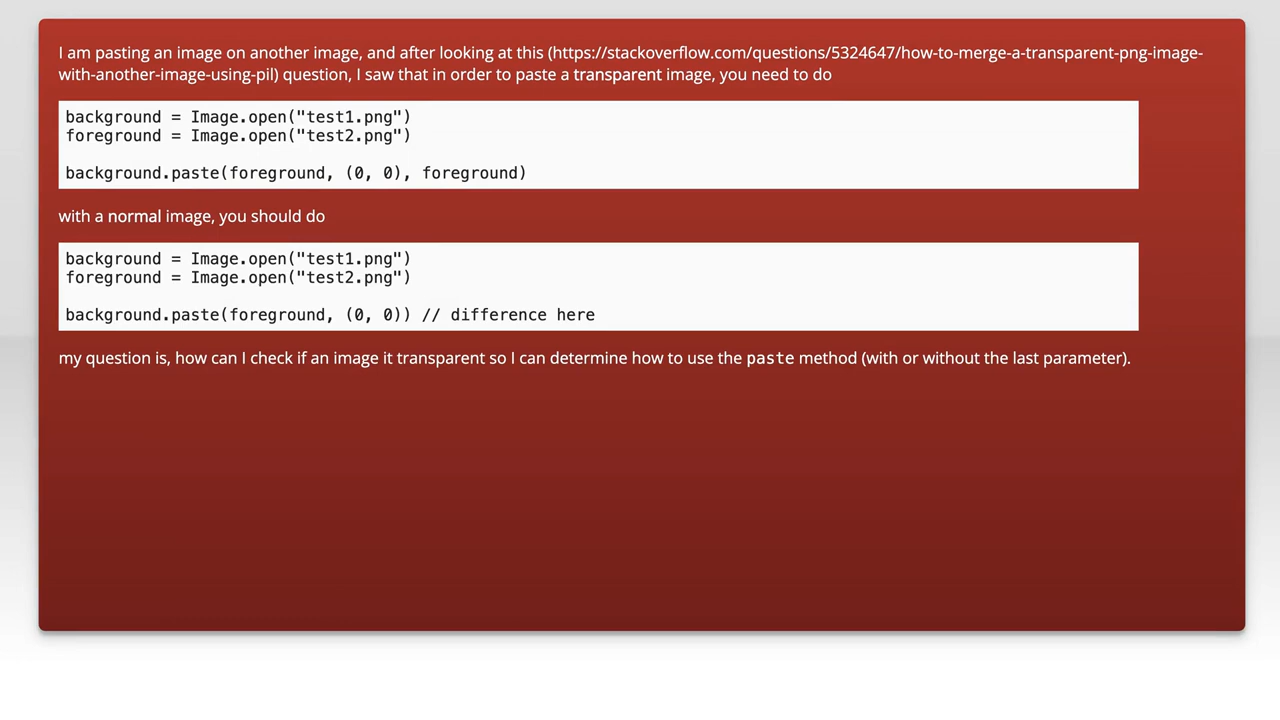 I am pasting an image on another image, and after looking at this (https://stackoverflow.com/questions/5324647/how-to-merge-a-transparent-png-image-
with-another-image-using-pil) question, I saw that in order to paste a transparent image, you need to do
background = Image.open("test1.png")
foreground = Image.open("test2.png")
background.paste(foreground, (0, 0), foreground)
with a normal image, you should do
background = Image.open("test1.png")
foreground = Image.open("test2.png")
background.paste(foreground, (0, 0)) // difference here
my question is, how can I check if an image it transparent so I can determine how to use the paste method (with or without the last parameter).